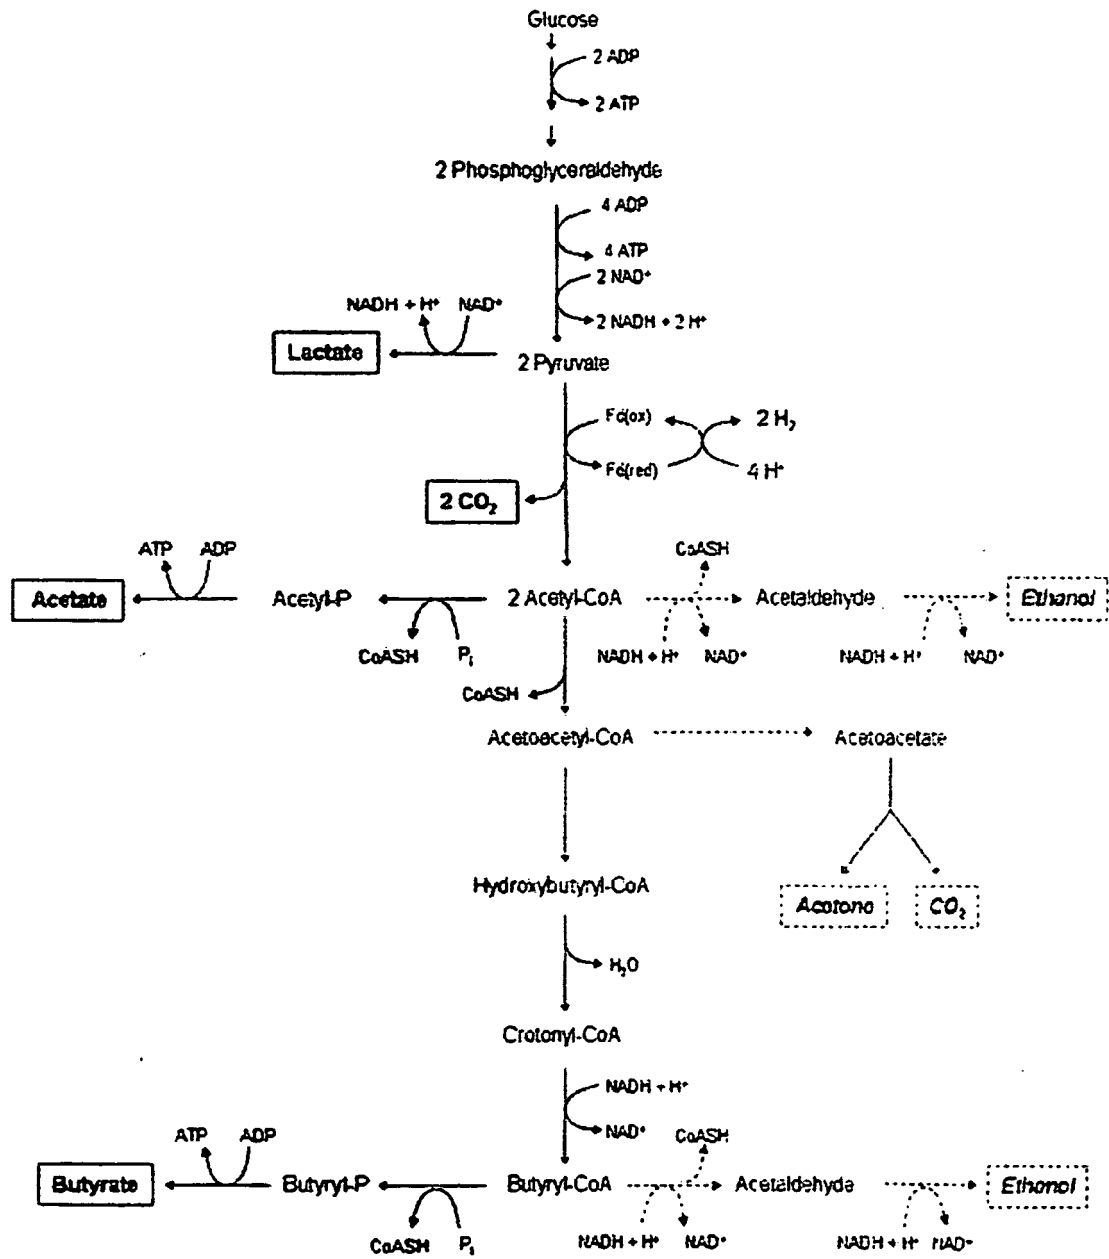 Glucose
2 ADP
2 ATP
2 Phosphoglyceraldehyde
4 ADP
4 ATP
2 NAD⁺
2 NADH + 2 H⁺
NADH + H⁺ NAD⁺
Lactate
2 Pyruvate
Fd(ox)
2 H₂
Fd(red)
4 H⁺
2 CO₂
ATP ADP
CoASH
Acetate
Acetyl-P
2 Acetyl-CoA
Acetaldehyde
Ethanol
CoASH Pᵢ
NADH + H⁺ NAD⁺
NADH + H⁺ NAD⁺
CoASH
Acetoacetyl-CoA
Acetoacetate
Hydroxybutyryl-CoA
Acetone
CO₂
H₂O
Crotonyl-CoA
NADH + H⁺
NAD⁺
ATP ADP
CoASH
Butyrate
Butyryl-P
Butyryl-CoA
Acetaldehyde
Ethanol
CoASH Pᵢ
NADH + H⁺ NAD⁺
NADH + H⁺ NAD⁺